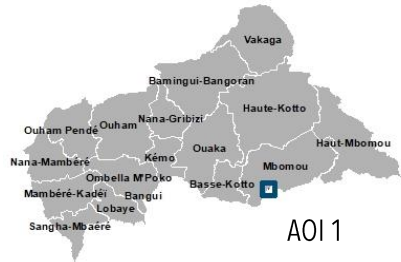 Vakaga
Bamingui-Bangoran
Haute-Kotto
Ouham Pendé
Ouham
Nana-Gribizi
Ouaka
Haut-Mbomou
Nana-Mambéré
Kémo
Mbomou
Ombella M'Poko
Basse-Kotto
Mambéré-Kadéï
Bangui
Lobaye
Sangha-Mbaéré
AOI 1